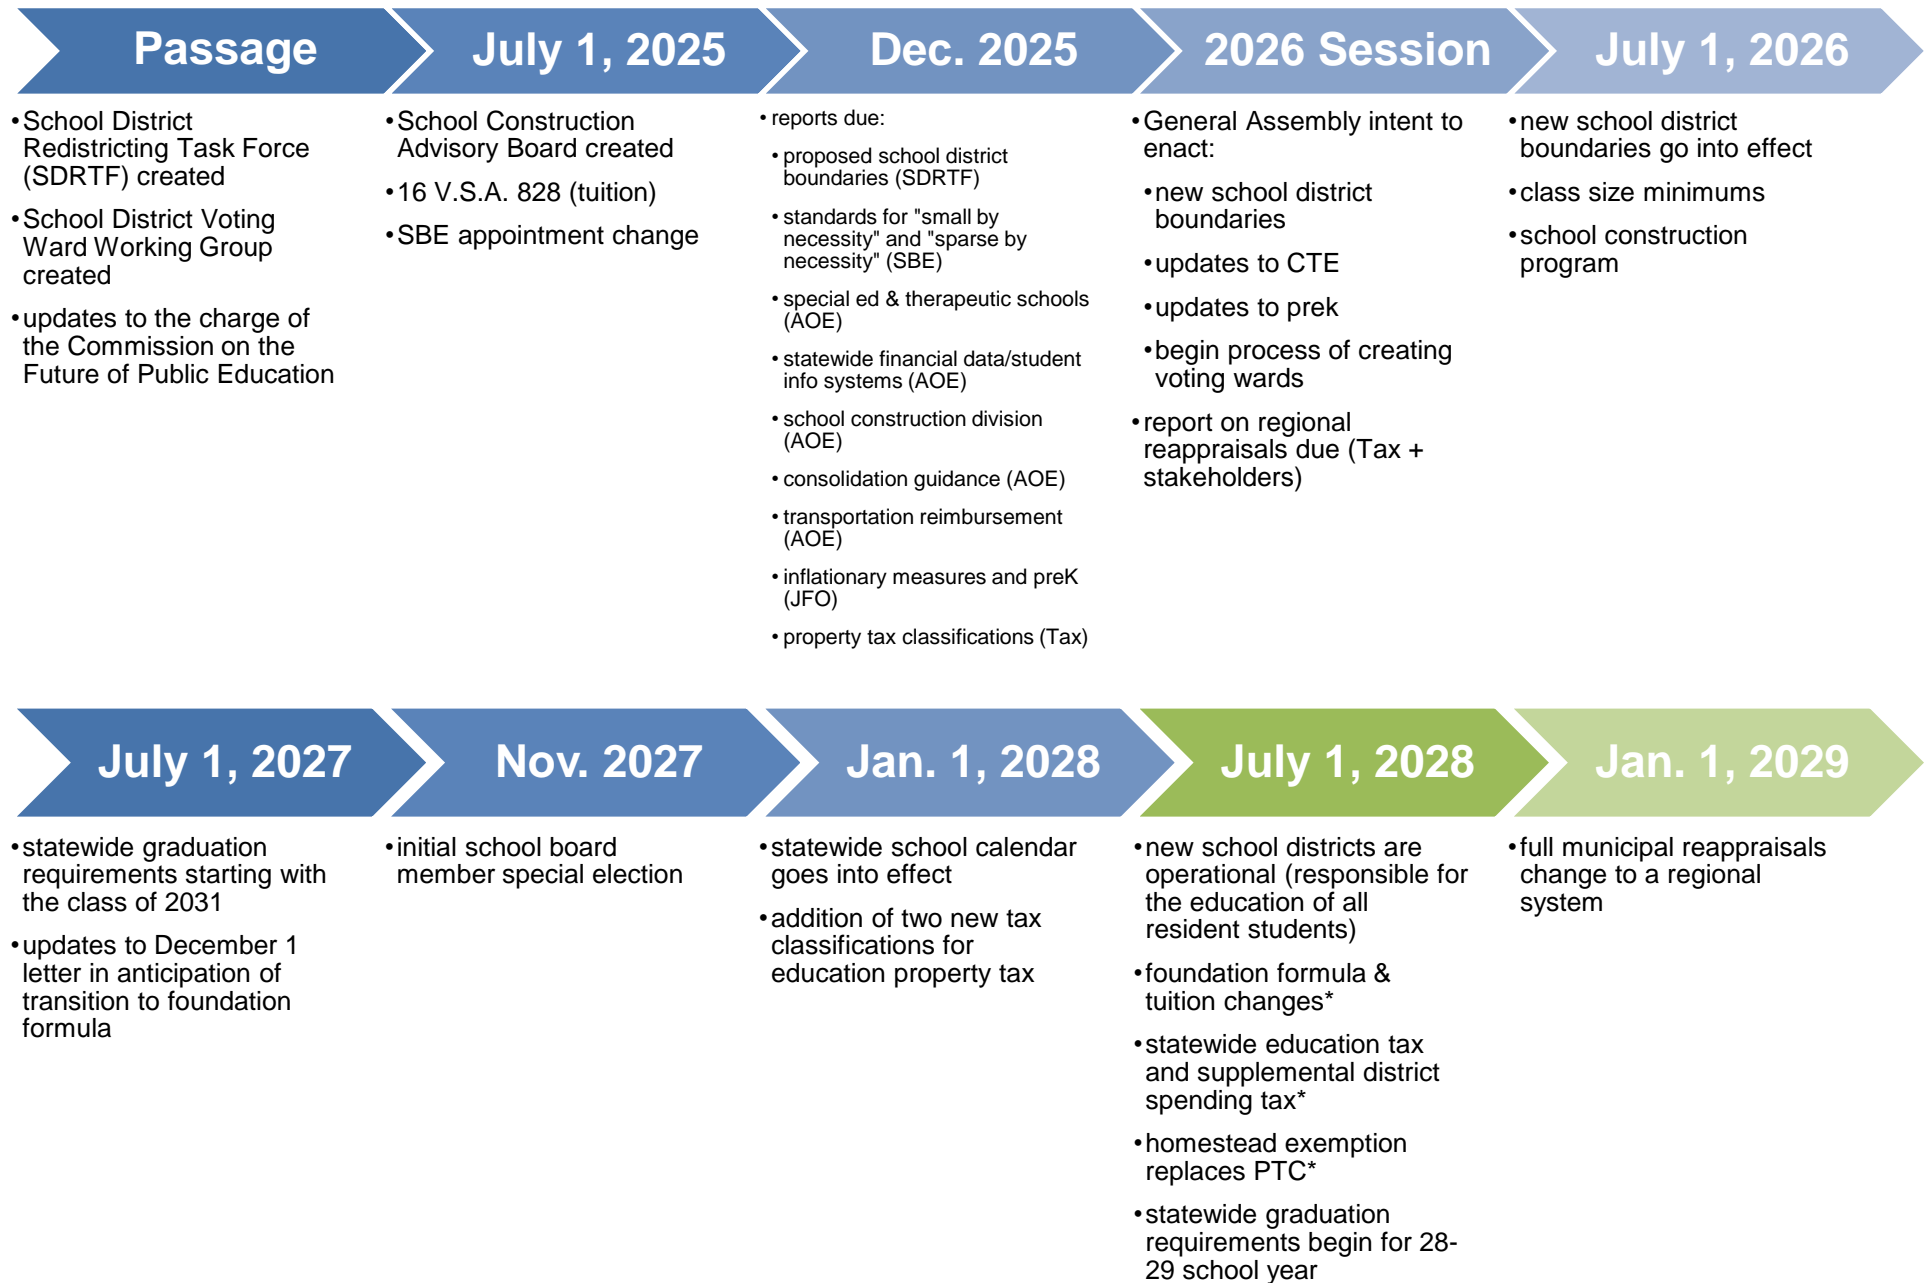 Passage
July 1, 2025
Dec. 2025
2026 Session
July 1, 2026
•School District
Redistricting Task Force
(SDRTF) created
•School District Voting
Ward Working Group
created
•updates to the charge of
the Commission on the
Future of Public Education
•School Construction
Advisory Board created
•16 V.S.A. 828 (tuition)
•SBE appointment change
• reports due:
• proposed school district
boundaries (SDRTF)
• standards for "small by
necessity" and "sparse by
necessity" (SBE)
• special ed & therapeutic schools
(AOE)
• statewide financial data/student
info systems (AOE)
• school construction division
(AOE)
• consolidation guidance (AOE)
• transportation reimbursement
(AOE)
• inflationary measures and preK
(JFO)
• property tax classifications (Tax)
•General Assembly intent to
enact:
•new school district
boundaries
•updates to CTE
•updates to prek
•begin process of creating
voting wards
•report on regional
reappraisals due (Tax +
stakeholders)
•new school district
boundaries go into effect
•class size minimums
•school construction
program
July 1, 2027
Nov. 2027
Jan. 1, 2028
July 1, 2028
Jan. 1, 2029
•statewide graduation
requirements starting with
the class of 2031
•updates to December 1
letter in anticipation of
transition to foundation
formula
•initial school board
member special election
•statewide school calendar
goes into effect
•addition of two new tax
classifications for
education property tax
•new school districts are
operational (responsible for
the education of all
resident students)
•foundation formula &
tuition changes*
•statewide education tax
and supplemental district
spending tax*
•homestead exemption
replaces PTC*
•statewide graduation
requirements begin for 28-
29 school year
•full municipal reappraisals
change to a regional
system